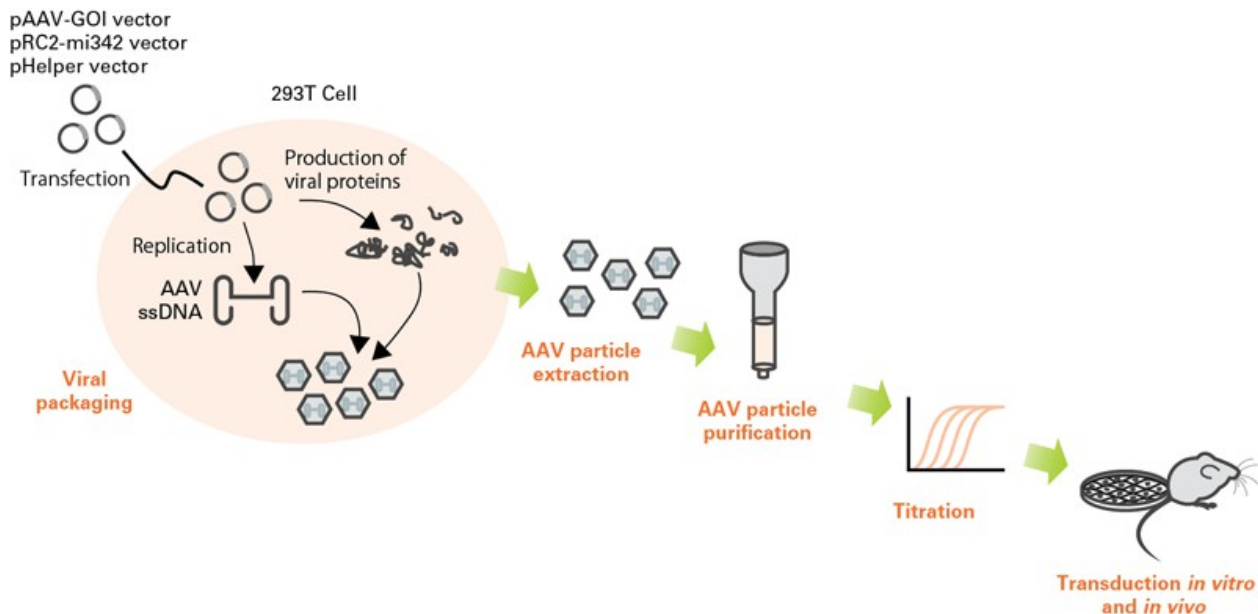 pAAV-GOI vector
pRC2-mi342 vector
pHelper vector
293T Cell
Transfection
Production of
viral proteins
Replication
AAV
ssDNA
Viral
packaging
AAV particle
extraction
AAV particle
purification
Titration
Transduction in vitro
and in vivo